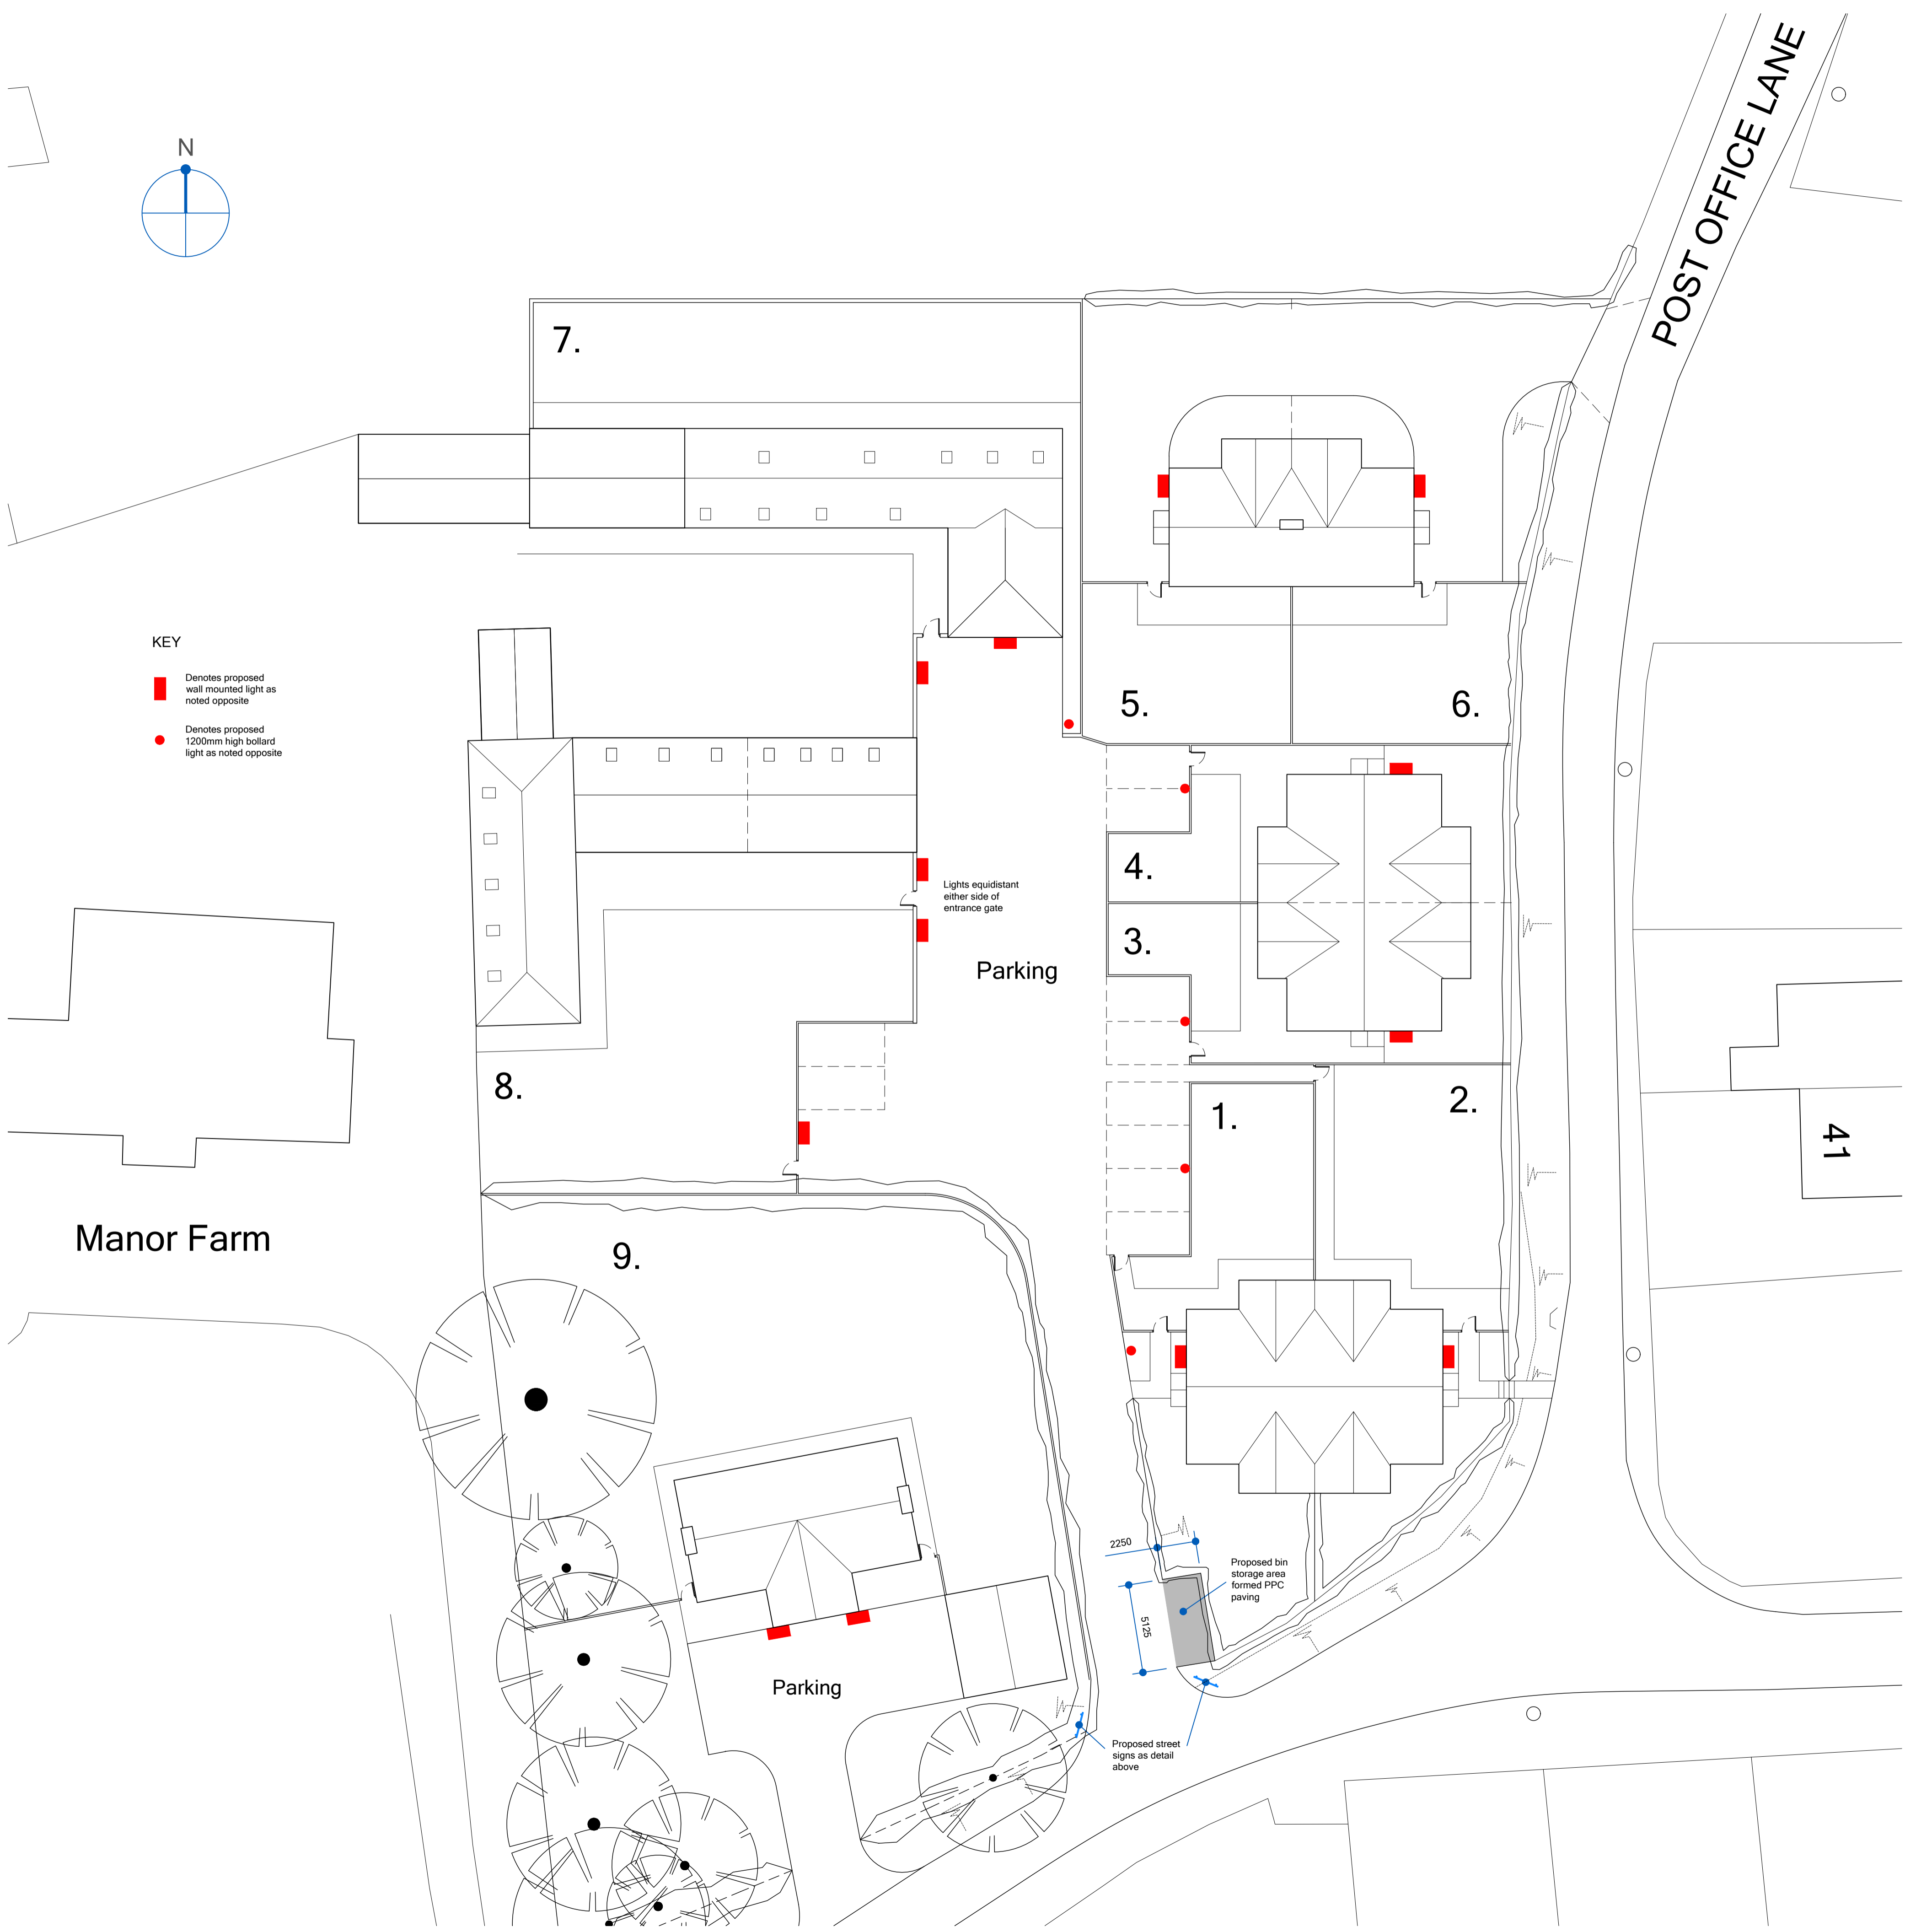 POST OFFICE LANE
N
7.
KEY
Denotes proposed
wall mounted light as
noted opposite
Denotes proposed
1200mm high bollard
light as noted opposite
5.
6.
4.
Lights equidistant
either side of
entrance gate
3.
Parking
8.
1.
2.
41
Manor Farm
9.
2250
Proposed bin
storage area
formed PPC
paving
5125
Parking
Proposed street
signs as detail
above